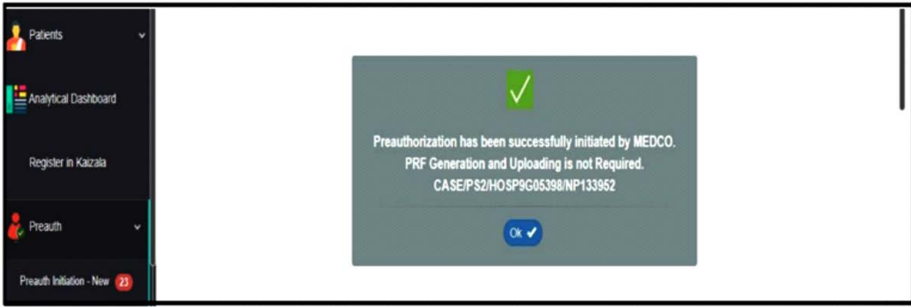 Patients
Analytical Dashboard
Register in Kaizala
Preauth
Preauth Initiation - New 23
Preauthorization has been successfully initiated by MEDCO.
PRF Generation and Uploading is not Required.
CASE/PS2/HOSP9G05398/NP133952
Ok